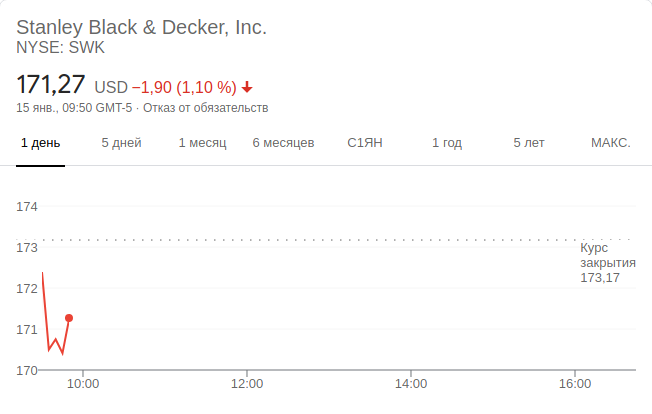 Stanley Black & Decker, Inc.
NYSE: SWK
171,27 USD −1,90 (1,10 %)
15 янв., 09:50 GMT-5 · Отказ от обязательств
1 день 5 дней 1 месяц 6 месяцев С1ЯН 1 год 5 лет МАКС.
174
173
172
171
170
Курс
закрытия
173,17
10:00 12:00 14:00 16:00